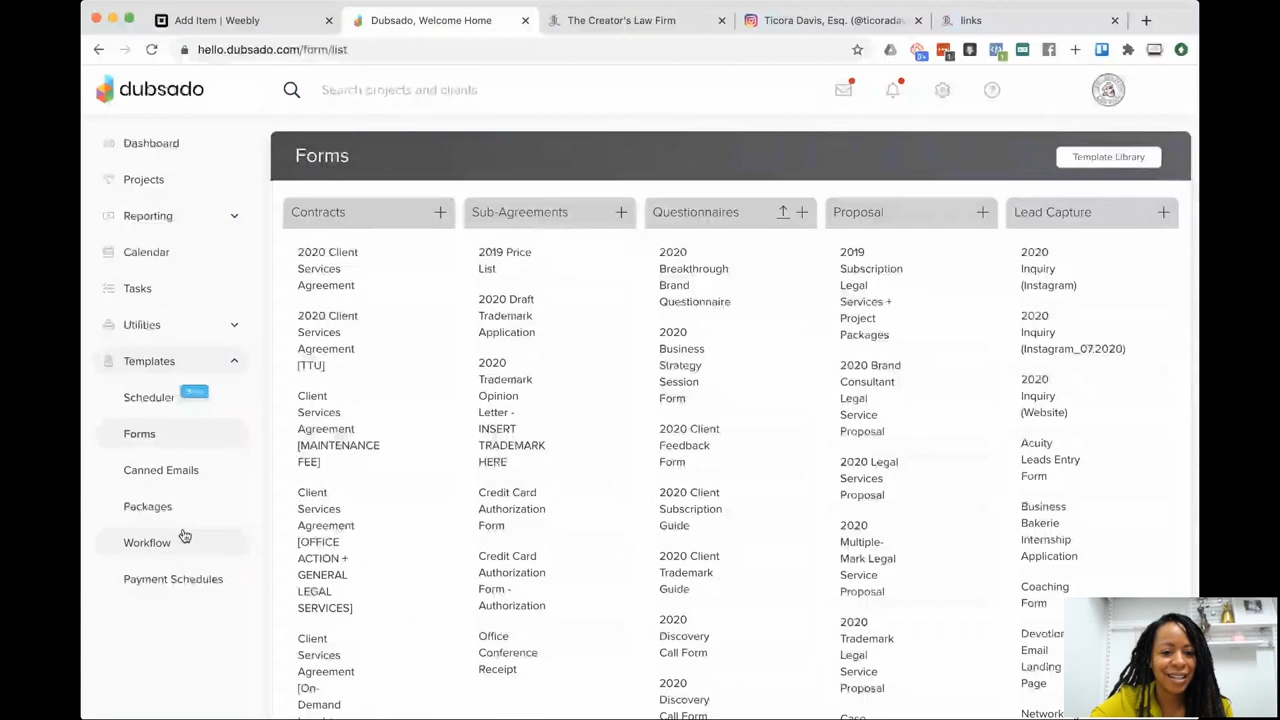 Add Item | Weebly
Dubsado, Welcome Home
The Creator's Law Firm
Ticora Davis, Esq. (@ticorada
links
hello.dubsado.com/form/list
dubsado
Search projects and clients
Dashboard
Projects
Reporting
Calendar
Tasks
Utilities
Templates
Scheduler
Forms
Canned Emails
Packages
Workflow
Payment Schedules
Forms
Template Library
Contracts
2020 Client
Services
Agreement
2020 Client
Services
Agreement
[TTU]
Client
Services
Agreement
[MAINTENANCE
FEE]
Client
Services
Agreement
[OFFICE
ACTION +
GENERAL
LEGAL
SERVICES]
Client
Services
Agreement
[On-
Demand
Sub-Agreements
2019 Price
List
2020 Draft
Trademark
Application
2020
Trademark
Opinion
Letter -
INSERT
TRADEMARK
HERE
Credit Card
Authorization
Form
Credit Card
Authorization
Form -
Authorization
Office
Conference
Receipt
Questionnaires
2020
Breakthrough
Brand
Questionnaire
2020
Business
Strategy
Session
Form
2020 Client
Feedback
Form
2020 Client
Subscription
Guide
2020 Client
Trademark
Guide
2020
Discovery
Call Form
2020
Discovery
Call Form
Proposal
2019
Subscription
Legal
Services +
Project
Packages
2020 Brand
Consultant
Legal
Service
Proposal
2020 Legal
Services
Proposal
2020
Multiple-
Mark Legal
Service
Proposal
2020
Trademark
Legal
Service
Proposal
Case
Lead Capture
2020
Inquiry
(Instagram)
2020
Inquiry
(Instagram_07.2020)
2020
Inquiry
(Website)
Acuity
Leads Entry
Form
Business
Bakerie
Internship
Application
Coaching
Form
Devotio
Email
Landing
Page
Network